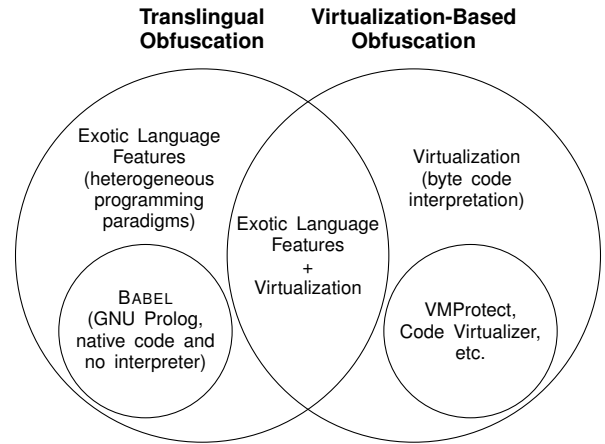 Translingual
Obfuscation
Virtualization-Based
Obfuscation
Exotic Language
Features
(heterogeneous
programming
paradigms)
Exotic Language
Features
+
Virtualization
Virtualization
(byte code
interpretation)
BABEL
(GNU Prolog,
native code and
no interpreter)
VMProtect,
Code Virtualizer,
etc.